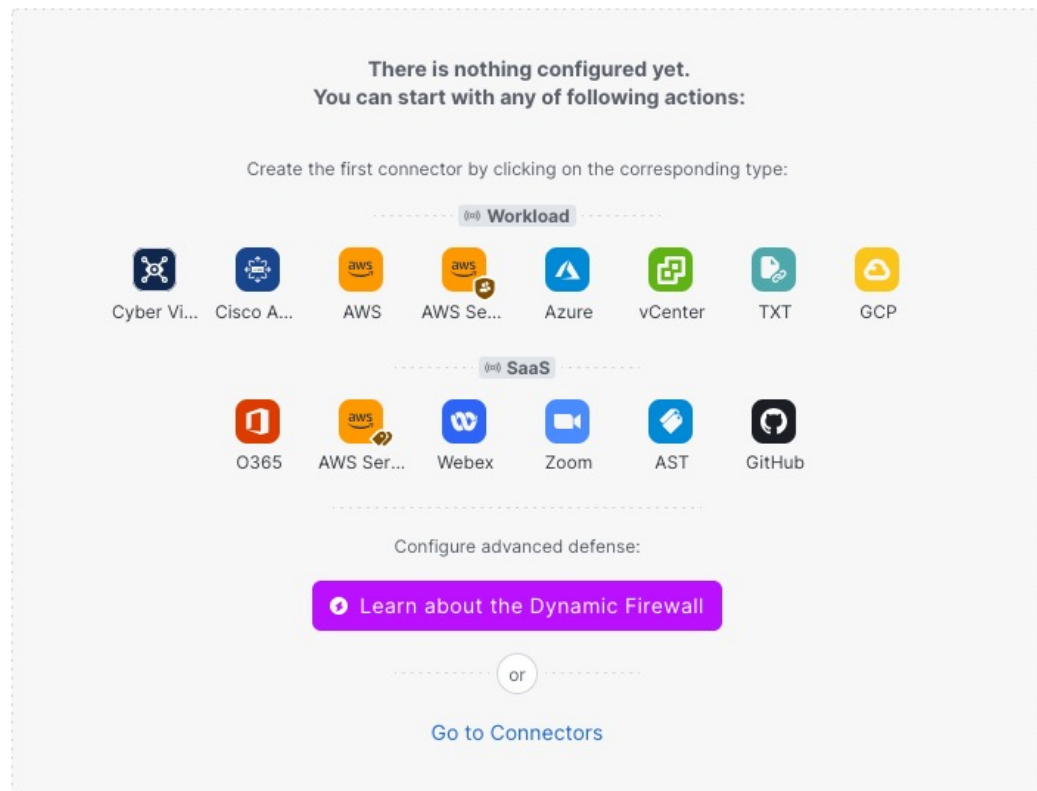 There is nothing configured yet.
You can start with any of following actions:
Create the first connector by clicking on the corresponding type:
Workload
aws aws
Cyber Vi... Cisco A... AWS AWS Se... Azure vCenter TXT GCP
SaaS
aws
O365 AWS Ser... Webex Zoom AST GitHub
Configure advanced defense:
Learn about the Dynamic Firewall
or
Go to Connectors